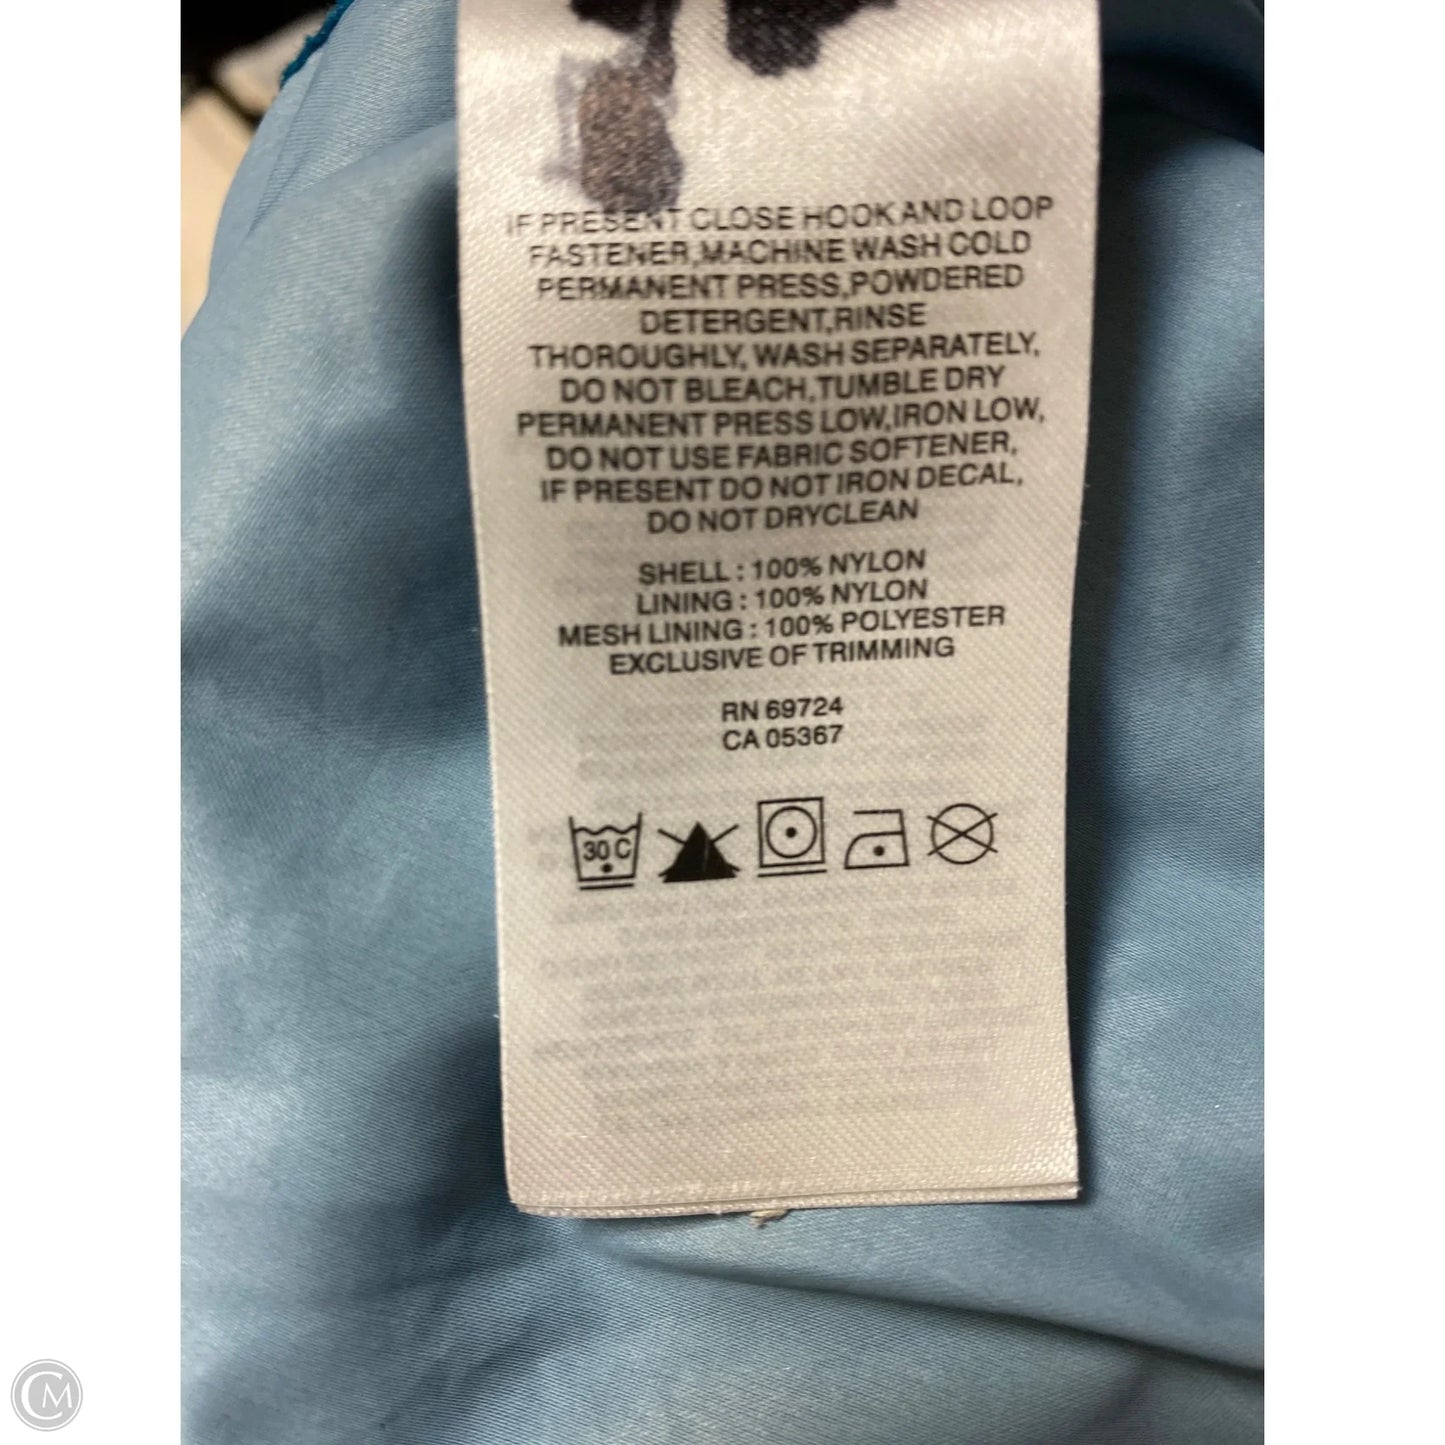 IF PRESENT CLOSE HOOK AND LOOP
FASTENER,MACHINE WASH COLD
PERMANENT PRESS,POWDERED
DETERGENT,RINSE
THOROUGHLY, WASH SEPARATELY,
DO NOT BLEACH,TUMBLE DRY
PERMANENT PRESS LOW,IRON LOW,
DO NOT USE FABRIC SOFTENER,
IF PRESENT DO NOT IRON DECAL,
DO NOT DRYCLEAN
SHELL : 100% NYLON
LINING : 100% NYLON
MESH LINING : 100% POLYESTER
EXCLUSIVE OF TRIMMING
RN 69724
CA 05367
30 C
CM